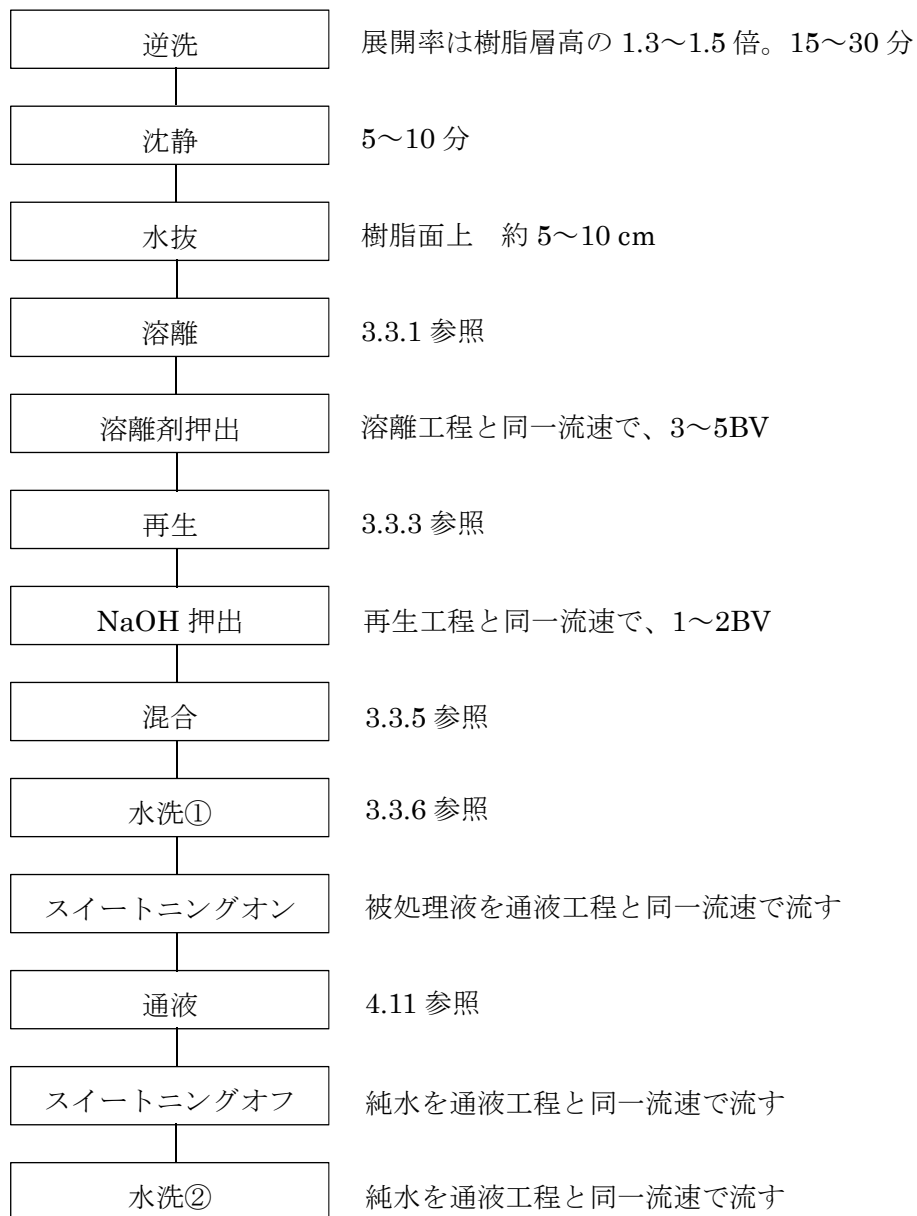 逆洗 展開率は樹脂層高の 1.3～1.5 倍。15～30 分
沈静 5～10 分
水抜 樹脂面上　約 5～10 cm
溶離 3.3.1 参照
溶離剤押出 溶離工程と同一流速で、3～5BV
再生 3.3.3 参照
NaOH 押出 再生工程と同一流速で、1～2BV
混合 3.3.5 参照
水洗① 3.3.6 参照
スイートニングオン 被処理液を通液工程と同一流速で流す
通液 4.11 参照
スイートニングオフ 純水を通液工程と同一流速で流す
水洗② 純水を通液工程と同一流速で流す